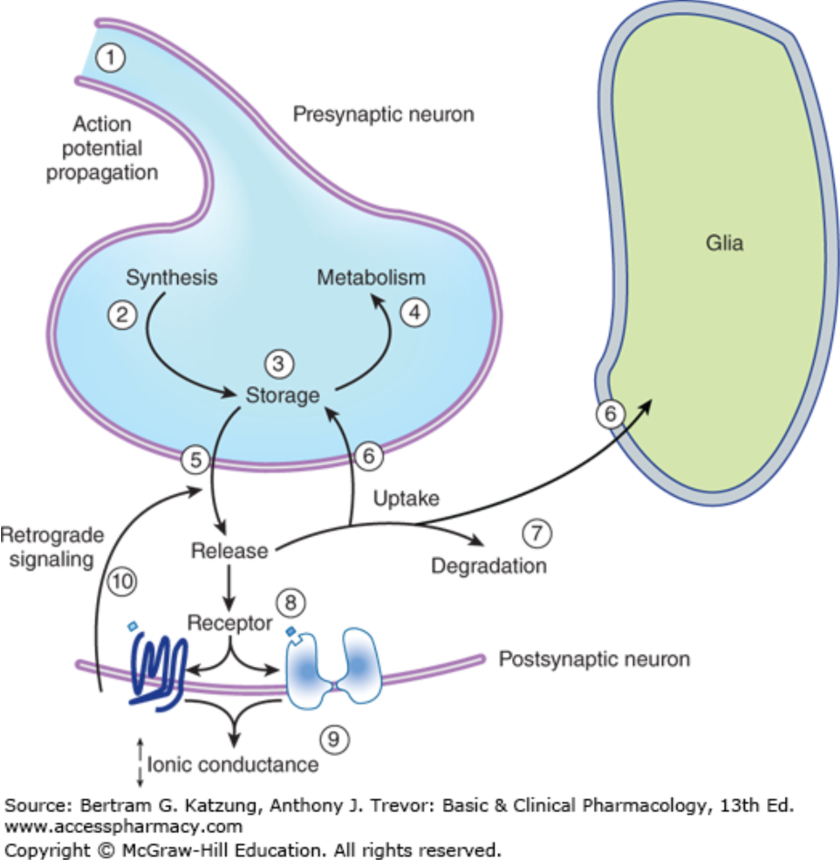 1
Action
potential
propagation
Presynaptic neuron
Glia
Synthesis
Metabolism
2
4
3
Storage
5
6
6
Uptake
7
Retrograde
signaling
Release
Degradation
10
8
Receptor
Postsynaptic neuron
9
↑
↓ Ionic conductance
Source: Bertram G. Katzung, Anthony J. Trevor: Basic & Clinical Pharmacology, 13th Ed.
www.accesspharmacy.com
Copyright © McGraw-Hill Education. All rights reserved.